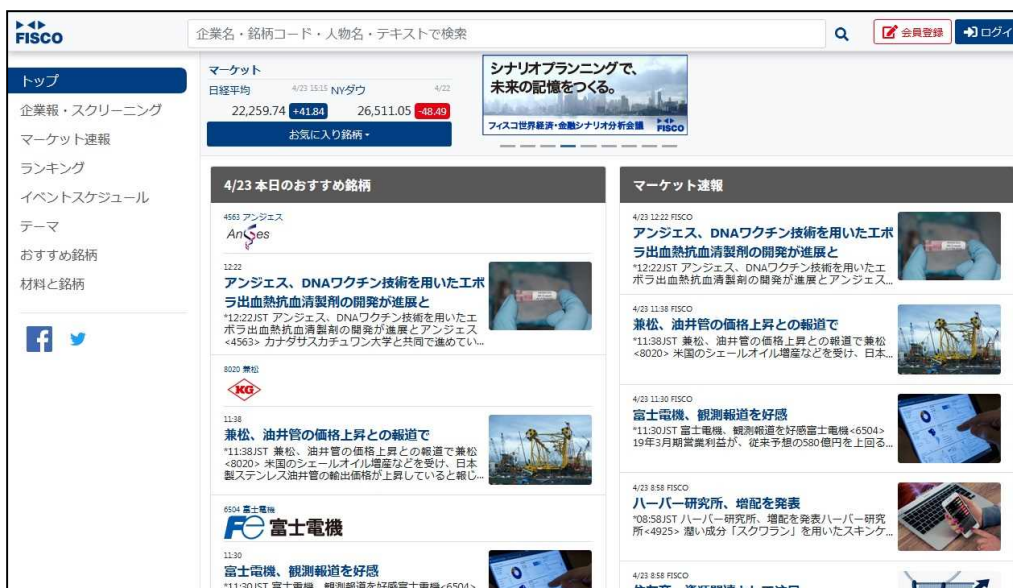 FISCO
企業名・銘柄コード・人物名・テキストで検索
会員登録
ログイ
トップ
企業報・スクリーニング
マーケット速報
ランキング
イベントスケジュール
テーマ
おすすめ銘柄
材料と銘柄
マーケット
日経平均 4/23 15:15 NYダウ 4/22
22,259.74 +41.84 26,511.05 -48.49
お気に入り銘柄
シナリオプランニングで、
未来の記憶をつくる。
フィスコ世界経済・金融シナリオ分析会議 FISCO
4/23 本日のおすすめ銘柄
4563 アンジェス
AnGes
12:22
アンジェス、DNAワクチン技術を用いたエボ
ラ出血熱抗血清製剤の開発が進展と
*12:22JST アンジェス、DNAワクチン技術を用いたエ
ボラ出血熱抗血清製剤の開発が進展とアンジェス
<4563> カナダサスカチュワン大学と共同で進めてい...
8020 兼松
KG
11:38
兼松、油井管の価格上昇との報道で
*11:38JST 兼松、油井管の価格上昇との報道で兼松
<8020> 米国のシェールオイル増産などを受け、日本
製ステンレス油井管の輸出価格が上昇していると報じ...
6504 富士電機
富士電機
11:30
富士電機、観測報道を好感
*11:30JST 富士電機、観測報道を好感富士電機<6504>
マーケット速報
4/23 12:22 FISCO
アンジェス、DNAワクチン技術を用いたエボ
ラ出血熱抗血清製剤の開発が進展と
*12:22JST アンジェス、DNAワクチン技術を用いたエ
ボラ出血熱抗血清製剤の開発が進展とアンジェス...
4/23 11:38 FISCO
兼松、油井管の価格上昇との報道で
*11:38JST 兼松、油井管の価格上昇との報道で兼松
<8020> 米国のシェールオイル増産などを受け、日本...
4/23 11:30 FISCO
富士電機、観測報道を好感
*11:30JST 富士電機、観測報道を好感富士電機<6504>
19年3月期営業利益が、従来予想の580億円を上回る...
4/23 8:58 FISCO
ハーバー研究所、増配を発表
*08:58JST ハーバー研究所、増配を発表ハーバー研究
所<4925> 潤い成分「スクワラン」を用いたスキンケ...
4/23 8:58 FISCO